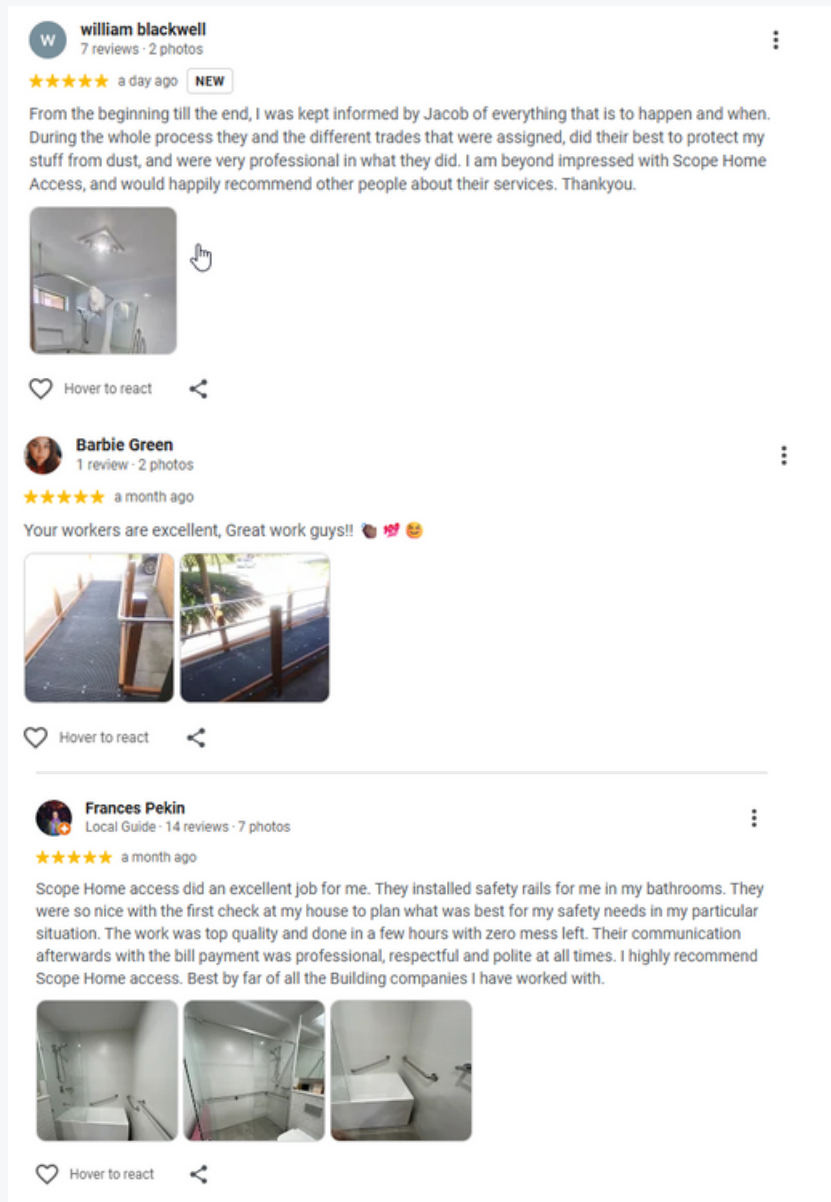 W
william blackwell
7 reviews · 2 photos
★★★★★ a day ago NEW
From the beginning till the end, I was kept informed by Jacob of everything that is to happen and when.
During the whole process they and the different trades that were assigned, did their best to protect my
stuff from dust, and were very professional in what they did. I am beyond impressed with Scope Home
Access, and would happily recommend other people about their services. Thankyou.
Hover to react
Barbie Green
1 review · 2 photos
★★★★★ a month ago
Your workers are excellent, Great work guys!! 
Hover to react
Frances Pekin
Local Guide · 14 reviews · 7 photos
★★★★★ a month ago
Scope Home access did an excellent job for me. They installed safety rails for me in my bathrooms. They
were so nice with the first check at my house to plan what was best for my safety needs in my particular
situation. The work was top quality and done in a few hours with zero mess left. Their communication
afterwards with the bill payment was professional, respectful and polite at all times. I highly recommend
Scope Home access. Best by far of all the Building companies I have worked with.
Hover to react